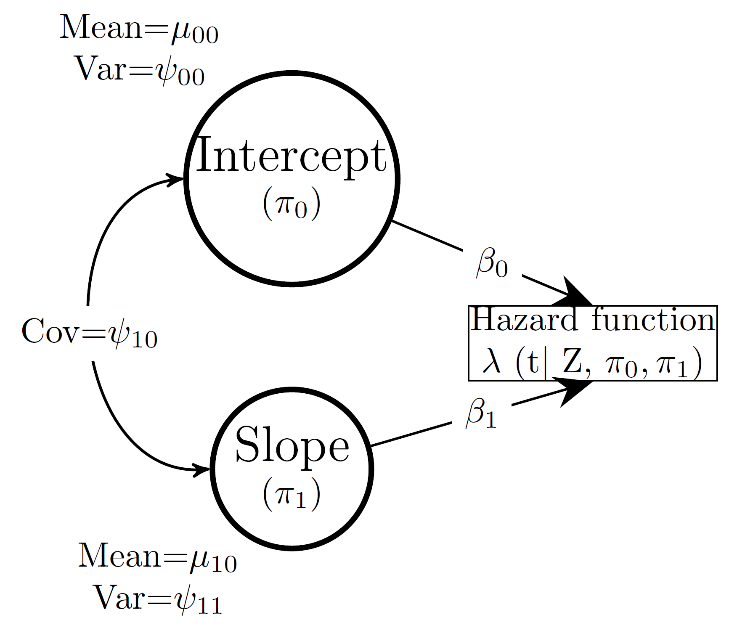 Mean=μ₀₀
Var=ψ₀₀
Intercept
(π₀)
β₀
Hazard function
λ (t| Z, π₀, π₁)
Cov=ψ₁₀
β₁
Slope
(π₁)
Mean=μ₁₀
Var=ψ₁₁